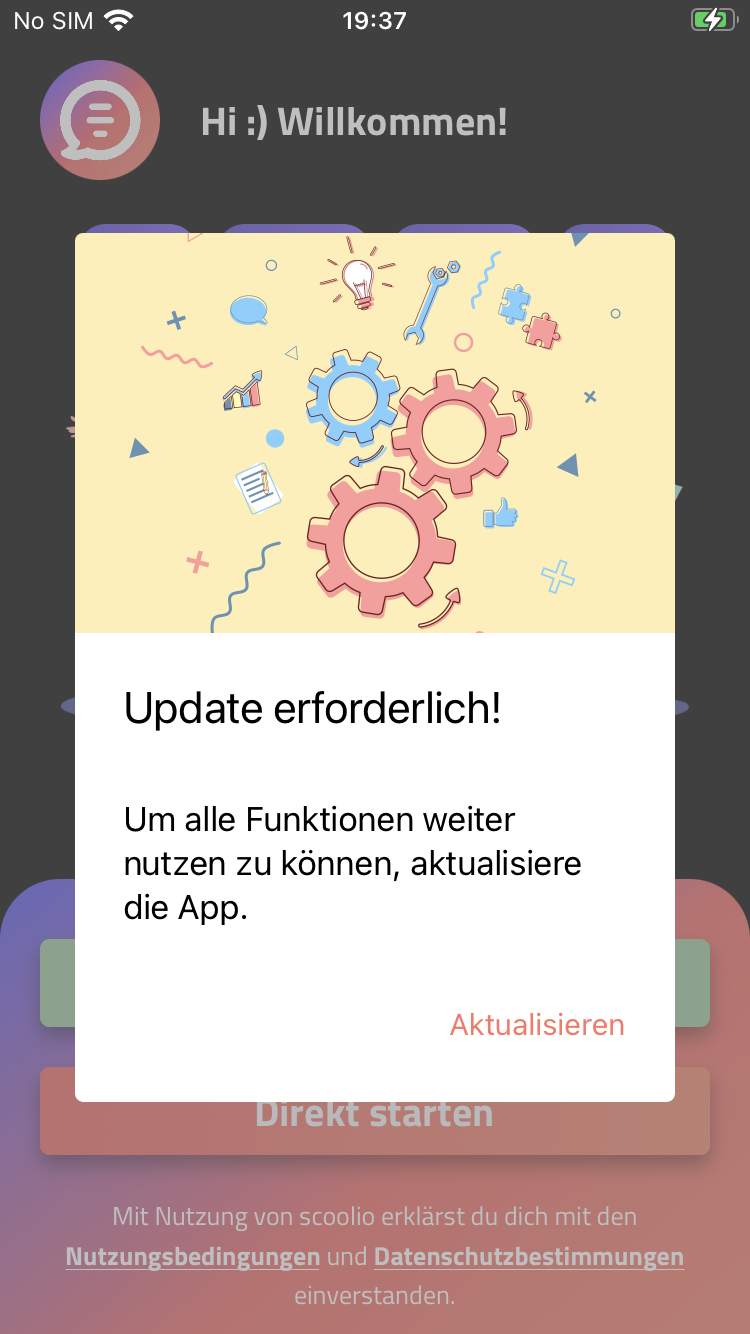 No SIM 19:37
Hi :) Willkommen!
Update erforderlich!
Um alle Funktionen weiter
nutzen zu können, aktualisiere
die App.
Aktualisieren
Direkt starten
Mit Nutzung von scoolio erklärst du dich mit den
Nutzungsbedingungen und Datenschutzbestimmungen
einverstanden.